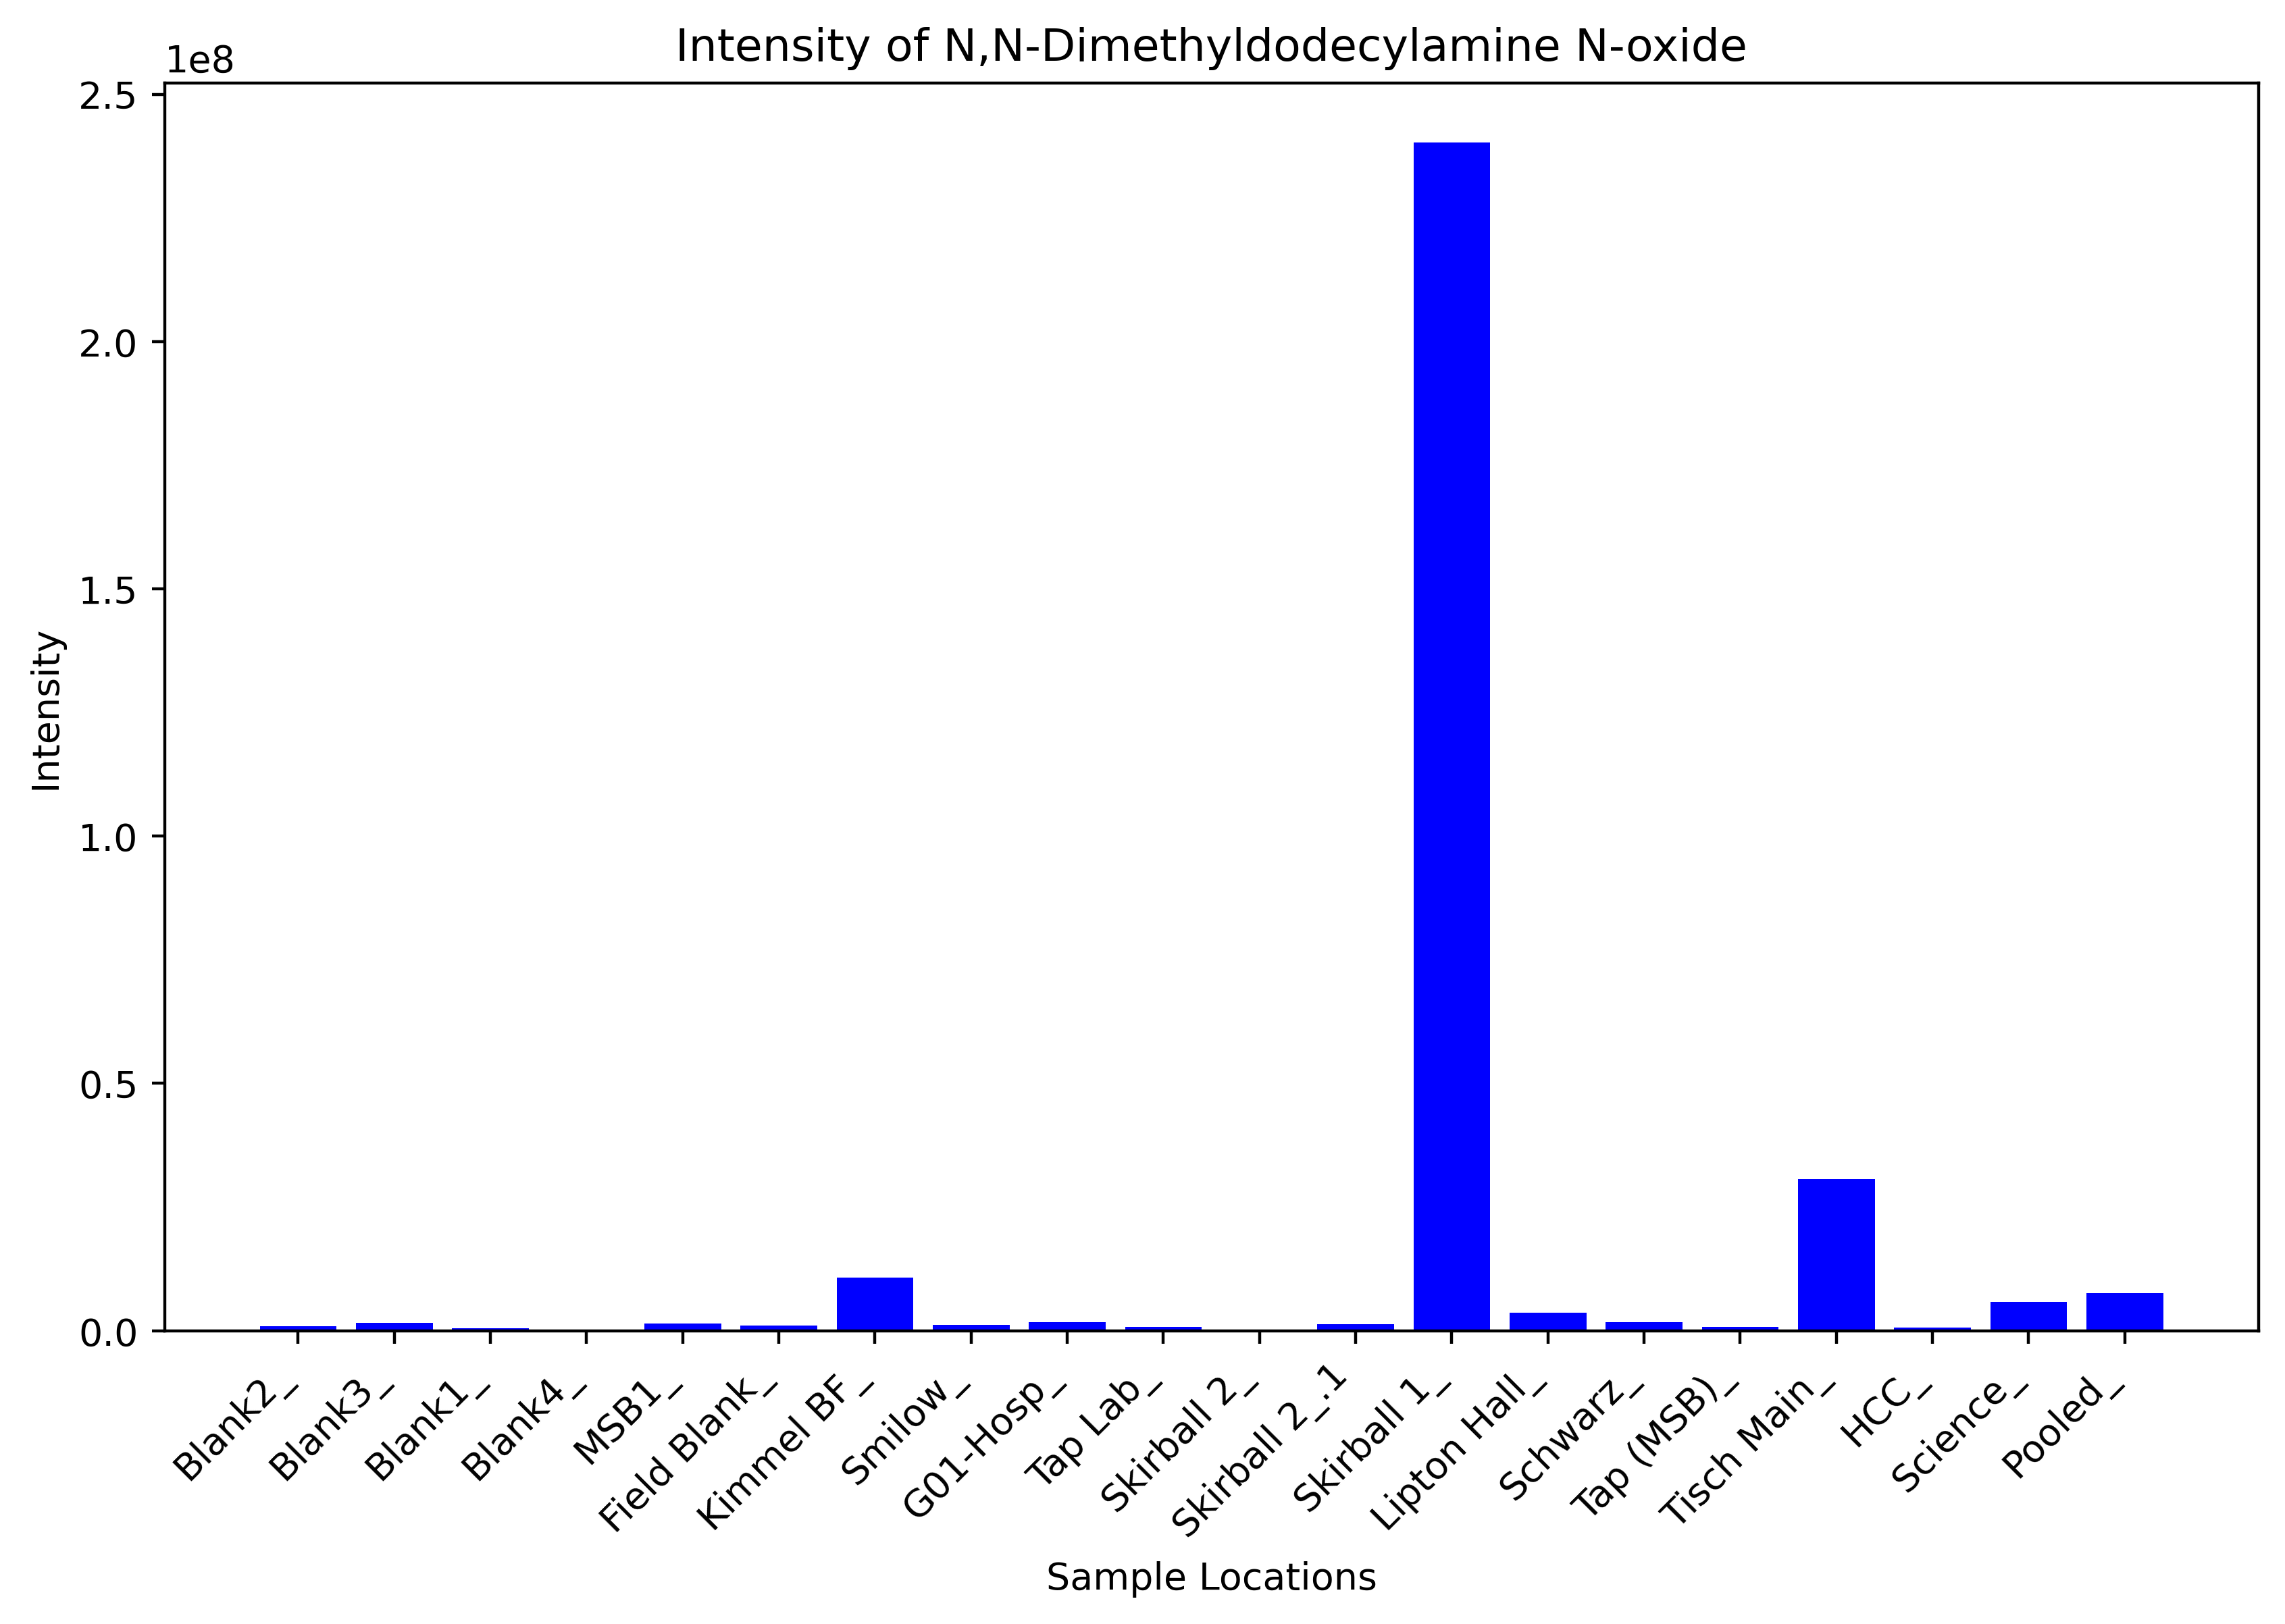 Intensity of N,N-Dimethyldodecylamine N-oxide
1e8
2.5
2.0
1.5
1.0
0.5
0.0
Intensity
Blank2_
Blank3_
Blank1_
Blank4_
MSB1_
Field Blank_
Kimmel BF_
Smilow_
G01-Hosp_
Tap Lab_
Skirball 2_
Skirball 2_.1
Skirball 1_
Lipton Hall_
Schwarz_
Tap (MSB)_
Tisch Main_
HCC_
Science_
Pooled_
Sample Locations